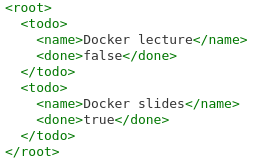 <root>
  <todo>
    <name>Docker lecture</name>
    <done>false</done>
  </todo>
  <todo>
    <name>Docker slides</name>
    <done>true</done>
  </todo>
</root>